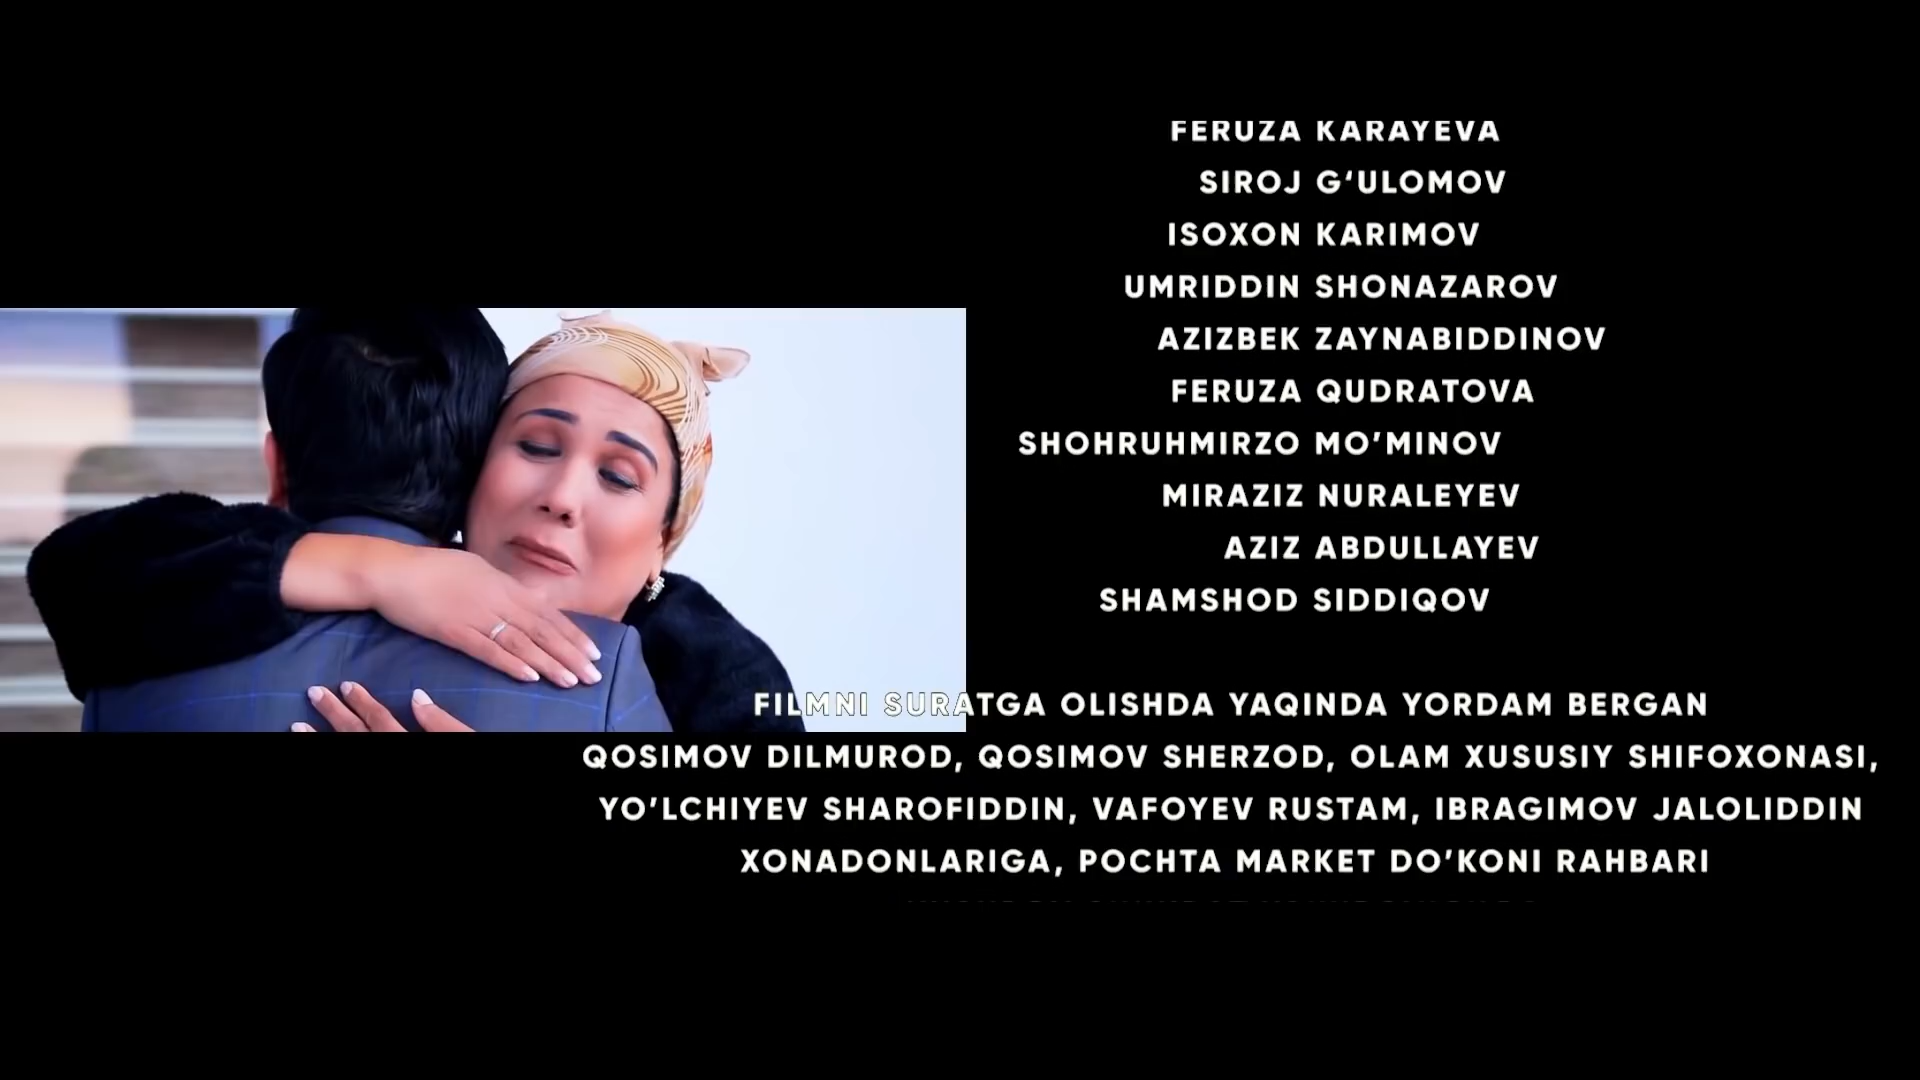 FERUZA KARAYEVA
SIROJ G‘ULOMOV
ISOXON KARIMOV
UMRIDDIN SHONAZAROV
AZIZBEK ZAYNABIDDINOV
FERUZA QUDRATOVA
SHOHRUHMIRZO MO’MINOV
MIRAZIZ NURALEYEV
AZIZ ABDULLAYEV
SHAMSHOD SIDDIQOV
FILMNI SURATGA OLISHDA YAQINDA YORDAM BERGAN
QOSIMOV DILMUROD, QOSIMOV SHERZOD, OLAM XUSUSIY SHIFOXONASI,
YO’LCHIYEV SHAROFIDDIN, VAFOYEV RUSTAM, IBRAGIMOV JALOLIDDIN
XONADONLARIGA, POCHTA MARKET DO’KONI RAHBARI